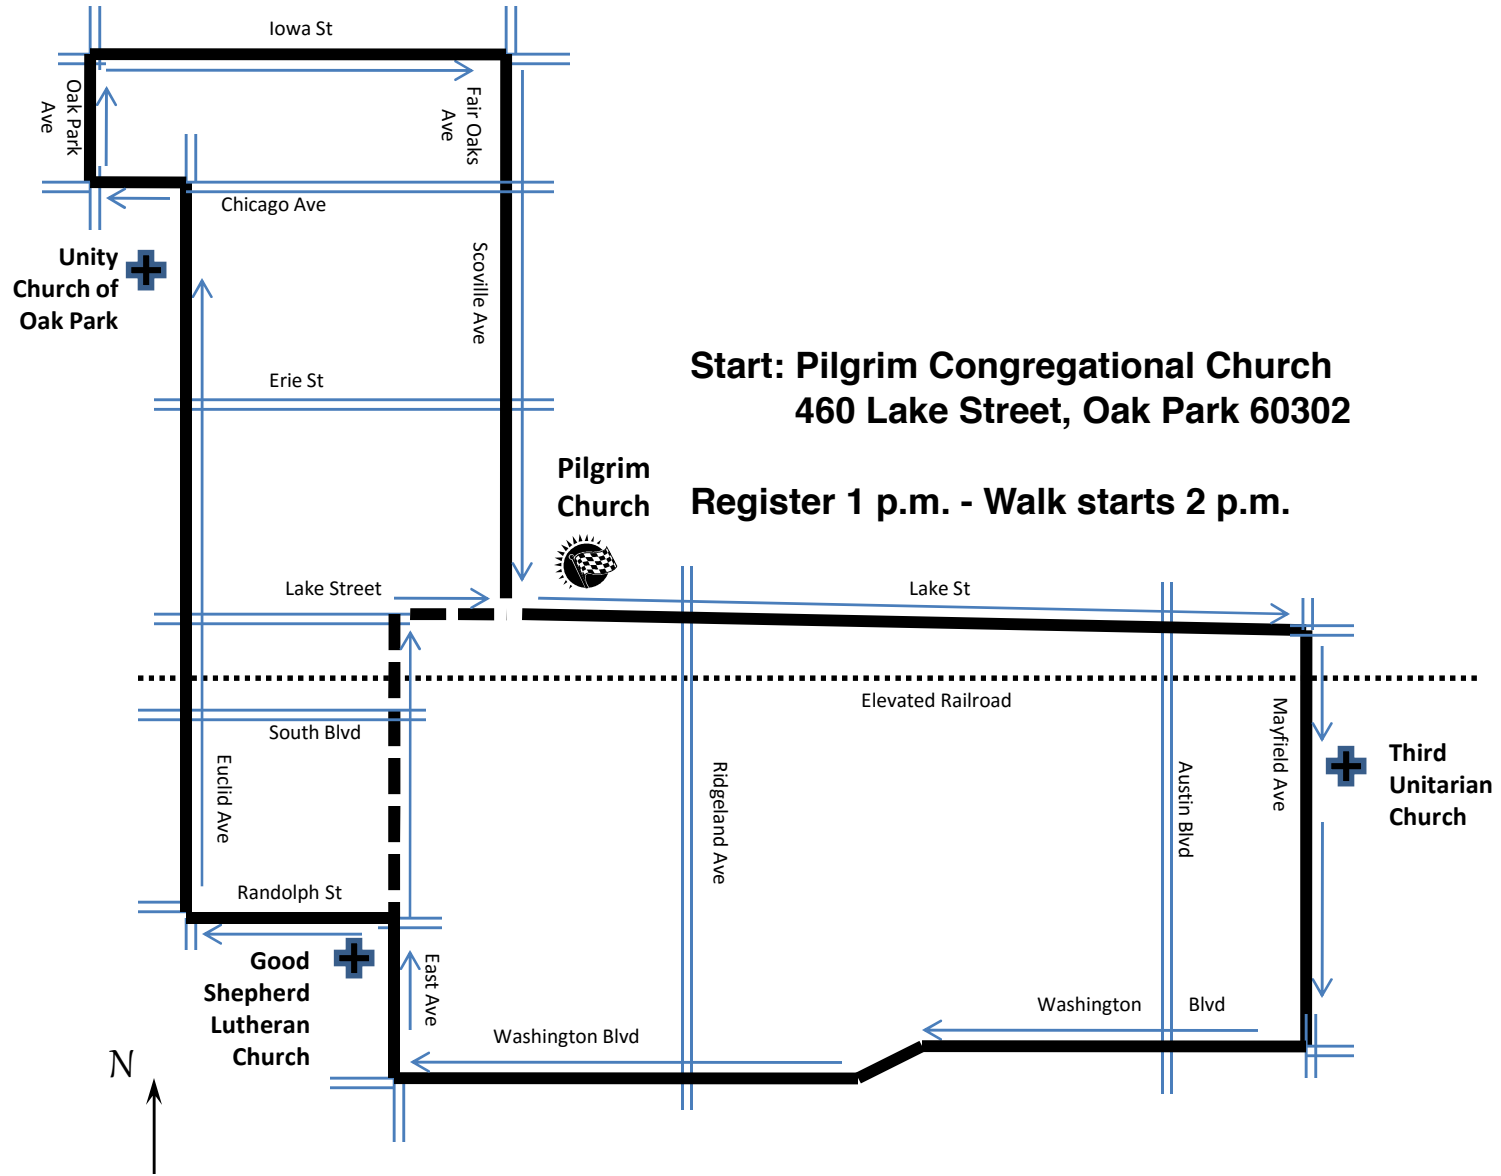 Iowa St
Oak Park
Ave
Fair Oaks
Ave
Chicago Ave
Unity
Church of
Oak Park
Scoville Ave
Start: Pilgrim Congregational Church
460 Lake Street, Oak Park 60302
Erie St
Pilgrim
Church
Register 1 p.m. - Walk starts 2 p.m.
Lake Street
Lake St
Elevated Railroad
South Blvd
Euclid Ave
Ridgeland Ave
Austin Blvd
Mayfield Ave
Third
Unitarian
Church
Randolph St
Good
Shepherd
Lutheran
Church
East Ave
Washington Blvd
Washington Blvd
N